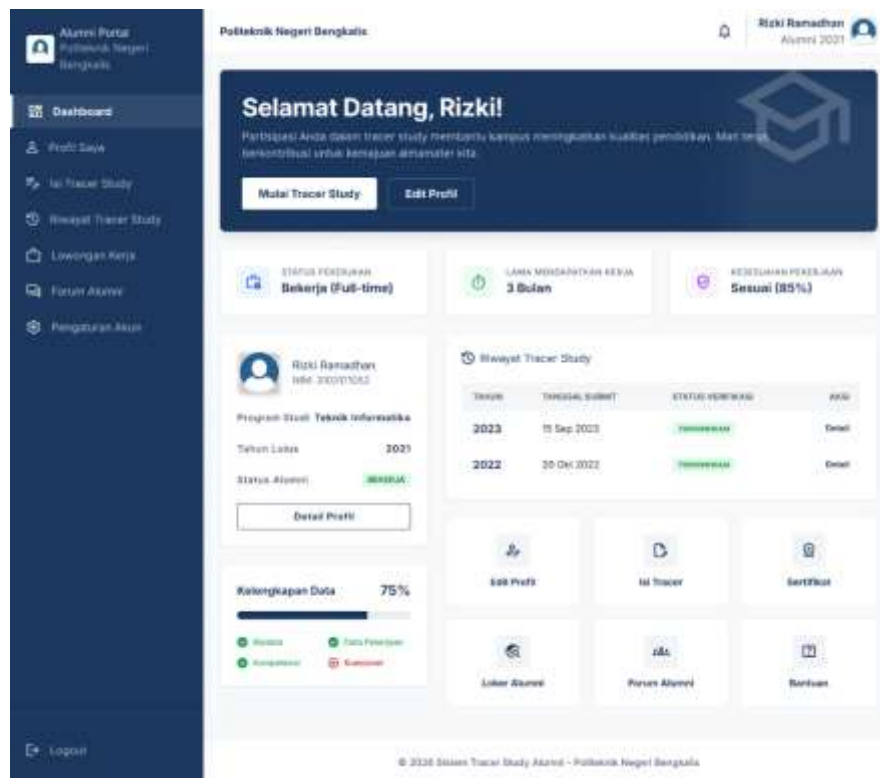 Alumni Portal
Politeknik Negeri
Bengkalis
Dashboard
Profil Saya
Isi Tracer Study
Riwayat Tracer Study
Lowongan Kerja
Forum Alumni
Pengaturan Akun
Logout
Politeknik Negeri Bengkalis
Rizki Ramadhan
Alumni 2021
Selamat Datang, Rizki!
Partisipasi Anda dalam tracer study membantu kampus meningkatkan kualitas pendidikan. Mari terus
berkontribusi untuk kemajuan almamater kita.
Mulai Tracer Study
Edit Profil
STATUS PEKERJAAN
Bekerja (Full-time)
LAMA MENDAPATKAN KERJA
3 Bulan
KESESUAIAN PEKERJAAN
Sesuai (85%)
Rizki Ramadhan
Program Studi Teknik Informatika
Tahun Lulus 2021
Status Alumni BEKERJA
Detail Profil
Kelengkapan Data 75%
Biodata
Data Pekerjaan
Kompetensi
Kuesioner
Riwayat Tracer Study
TAHUN TANGGAL SUBMIT STATUS VERIFIKASI AKSI
2023 15 Sep 2023 TERVERIFIKASI Detail
2022 20 Okt 2022 TERVERIFIKASI Detail
Edit Profil
Isi Tracer
Sertifikat
Loker Alumni
Forum Alumni
Bantuan
© 2026 Sistem Tracer Study Alumni - Politeknik Negeri Bengkalis